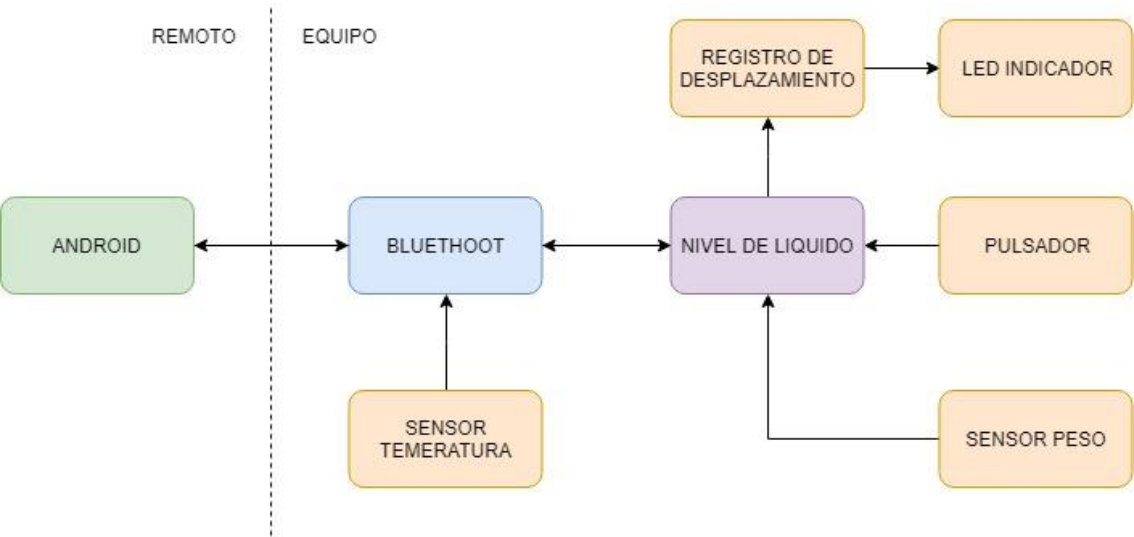 REMOTO
EQUIPO
REGISTRO DE
DESPLAZAMIENTO
LED INDICADOR
ANDROID
BLUETHOOT
NIVEL DE LIQUIDO
PULSADOR
SENSOR
TEMERATURA
SENSOR PESO